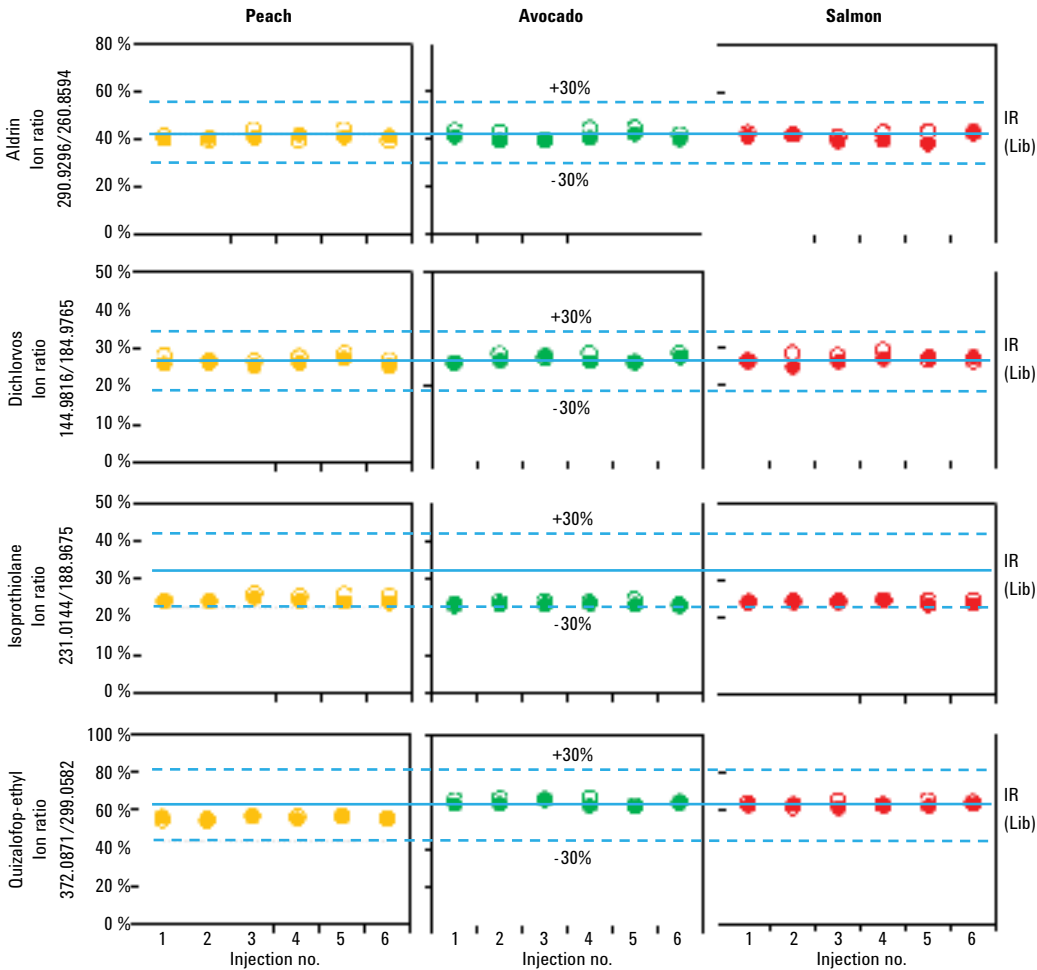 Peach Avocado Salmon
Aldrin
Ion ratio
290.9296/260.8594
80 %
60 %
40 %
20 %
0 %
+30%
-30%
IR
(Lib)
Dichlorvos
Ion ratio
144.9816/184.9765
50 %
40 %
30 %
20 %
10 %
0 %
+30%
-30%
IR
(Lib)
Isoprothiolane
Ion ratio
231.0144/188.9675
50 %
40 %
30 %
20 %
10 %
0 %
+30%
-30%
IR
(Lib)
Quizalofop-ethyl
Ion ratio
372.0871/299.0582
100 %
80 %
60 %
40 %
20 %
0 %
+30%
-30%
IR
(Lib)
1 2 3 4 5 6 1 2 3 4 5 6 1 2 3 4 5 6
Injection no. Injection no. Injection no.